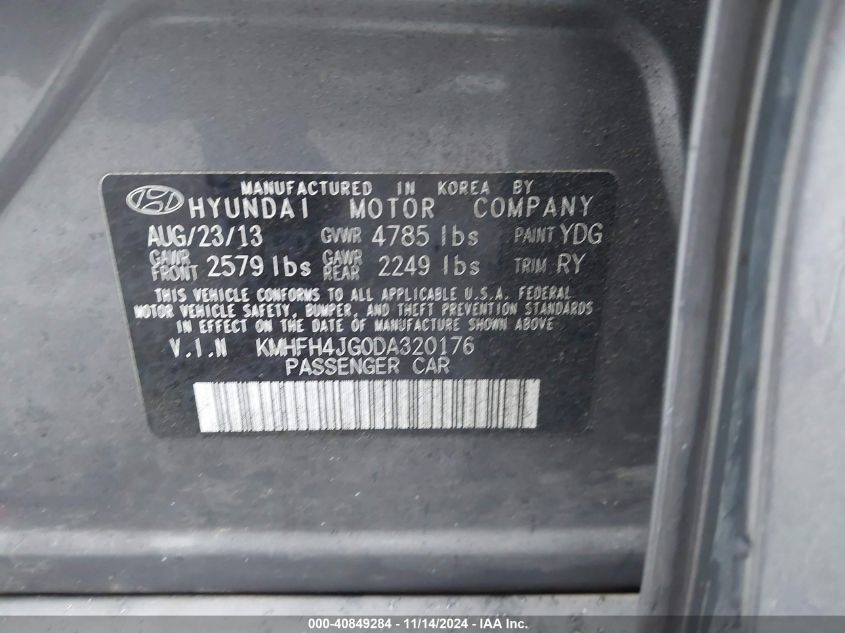 MANUFACTURED IN KOREA BY
HYUNDAI MOTOR COMPANY
AUG/23/13 GVWR 4785 lbs PAINT YDG
GAWR FRONT 2579 lbs GAWR REAR 2249 lbs TRIM RY
THIS VEHICLE CONFORMS TO ALL APPLICABLE U.S.A. FEDERAL
MOTOR VEHICLE SAFETY, BUMPER, AND THEFT PREVENTION STANDARDS
IN EFFECT ON THE DATE OF MANUFACTURE SHOWN ABOVE
V.I.N KMHFH4JG0DA320176
PASSENGER CAR
000-40849284 - 11/14/2024 - IAA Inc.